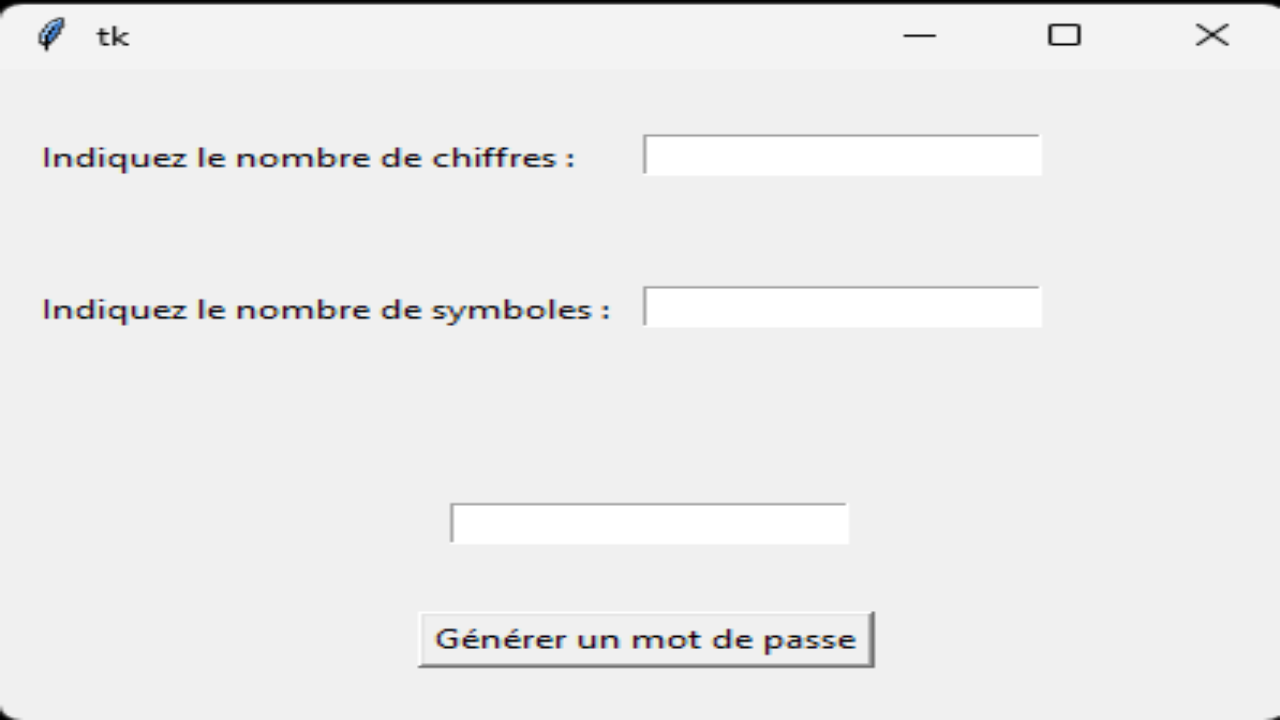 tk
Indiquez le nombre de chiffres :
Indiquez le nombre de symboles :
Générer un mot de passe